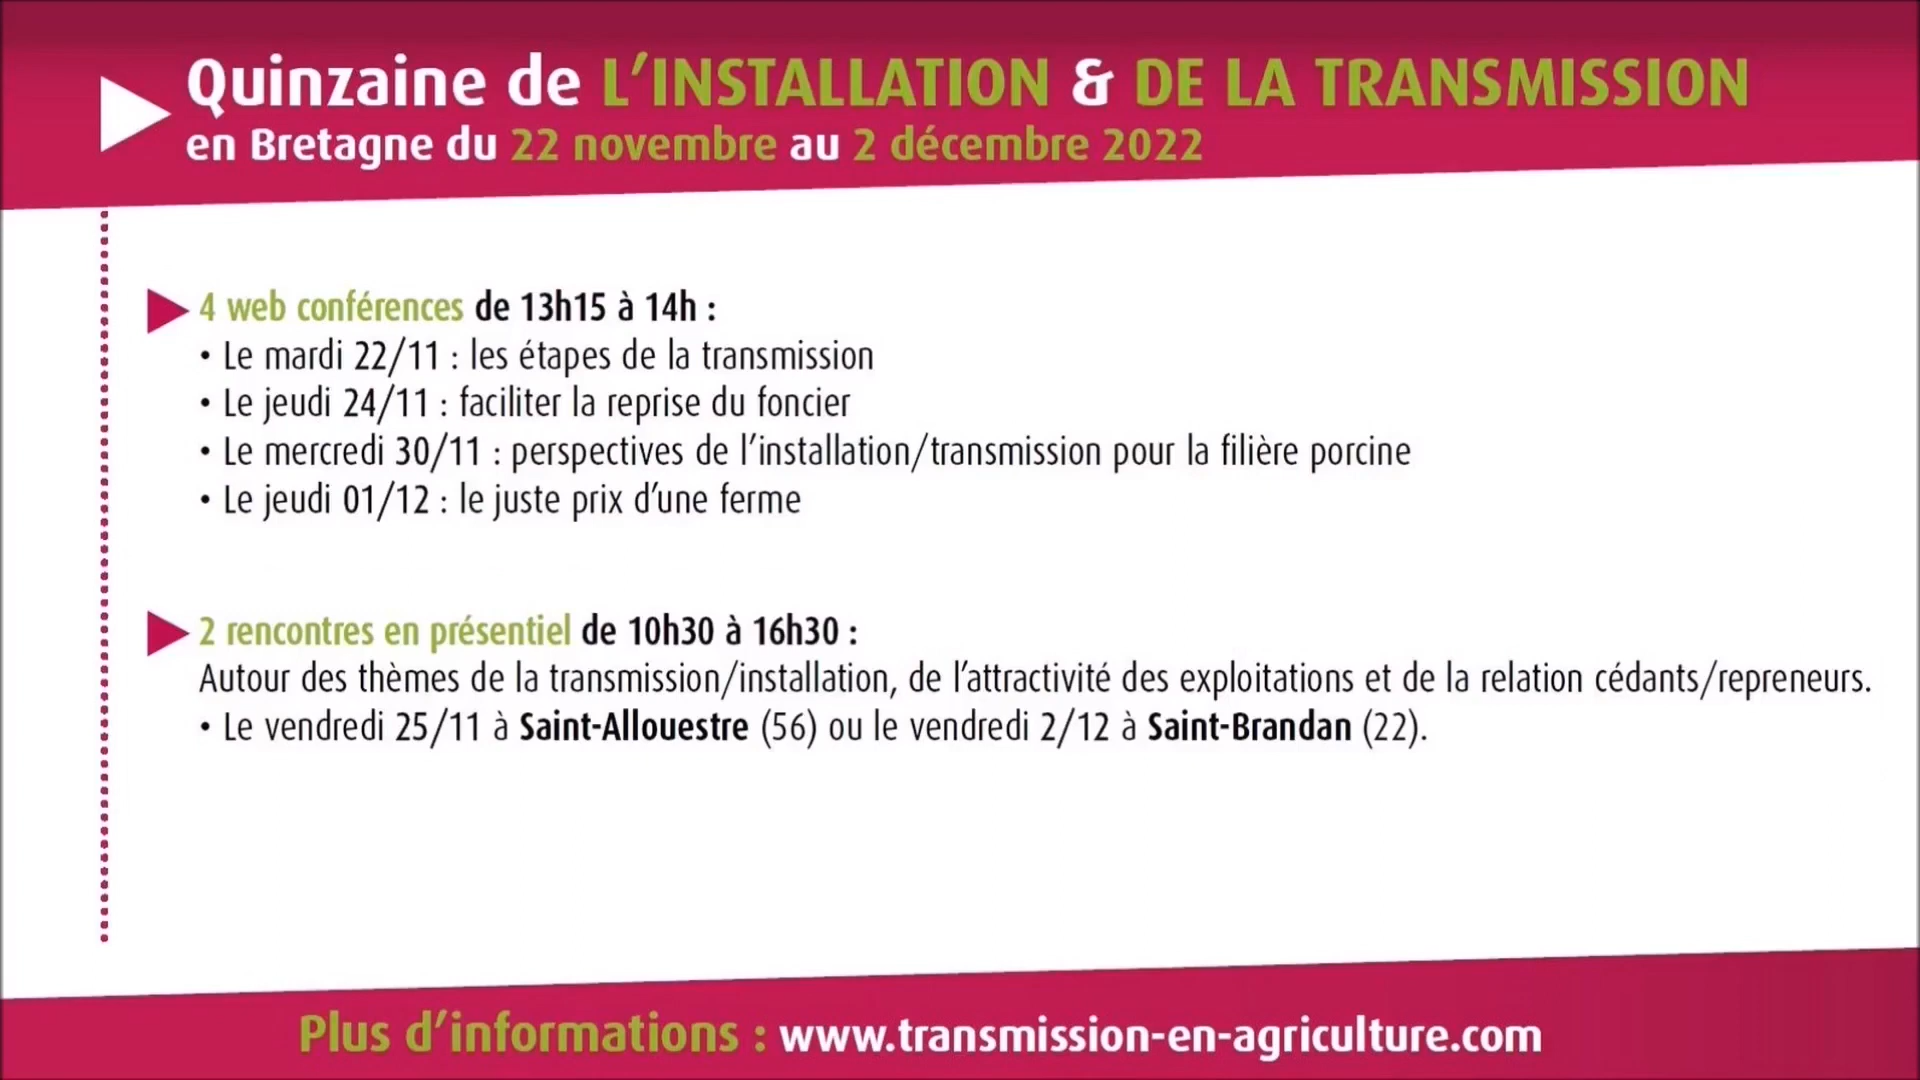 Quinzaine de L’INSTALLATION & DE LA TRANSMISSION
en Bretagne du 22 novembre au 2 décembre 2022
4 web conférences de 13h15 à 14h :
• Le mardi 22/11 : les étapes de la transmission
• Le jeudi 24/11 : faciliter la reprise du foncier
• Le mercredi 30/11 : perspectives de l’installation/transmission pour la filière porcine
• Le jeudi 01/12 : le juste prix d’une ferme
2 rencontres en présentiel de 10h30 à 16h30 :
Autour des thèmes de la transmission/installation, de l’attractivité des exploitations et de la relation cédants/repreneurs.
• Le vendredi 25/11 à Saint-Allouestre (56) ou le vendredi 2/12 à Saint-Brandan (22).
Plus d’informations : www.transmission-en-agriculture.com